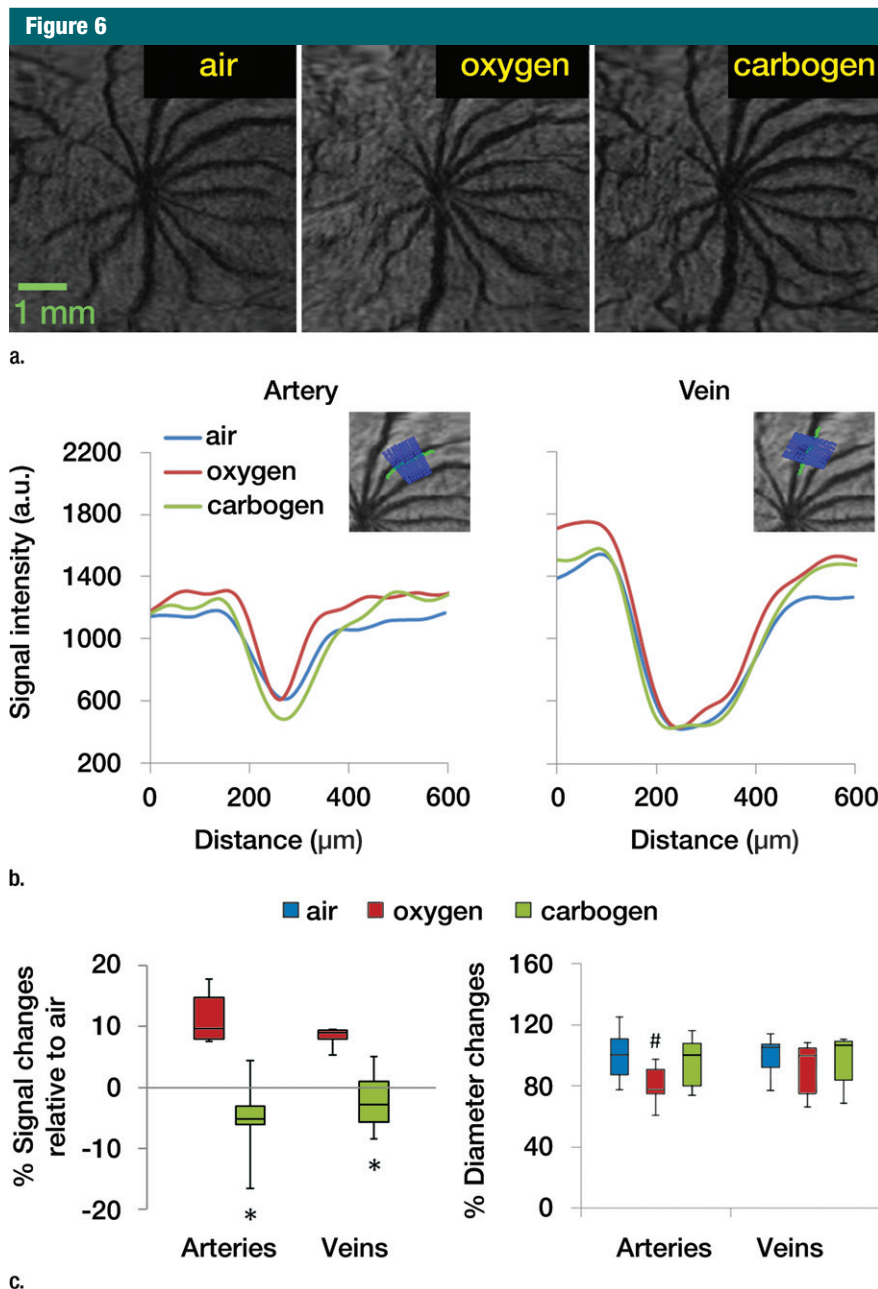 Figure 6
air
oxygen
carbogen
1 mm
a.
Artery
Vein
air
oxygen
carbogen
Signal intensity (a.u.)
2200
1800
1400
1000
600
200
0
200
400
600
0
200
400
600
Distance (µm)
Distance (µm)
b.
air
oxygen
carbogen
% Signal changes
relative to air
20
10
0
-10
-20
*
*
Arteries
Veins
% Diameter changes
160
120
80
40
0
#
Arteries
Veins
c.